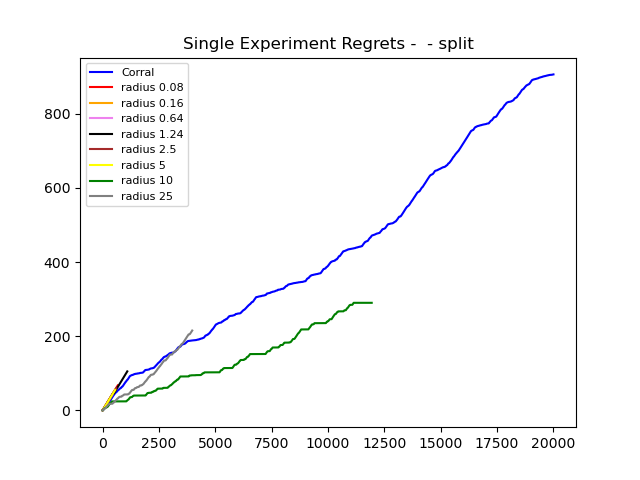 Single Experiment Regrets -  - split
Corral
radius 0.08
radius 0.16
radius 0.64
radius 1.24
radius 2.5
radius 5
radius 10
radius 25
800
600
400
200
0
0 2500 5000 7500 10000 12500 15000 17500 20000